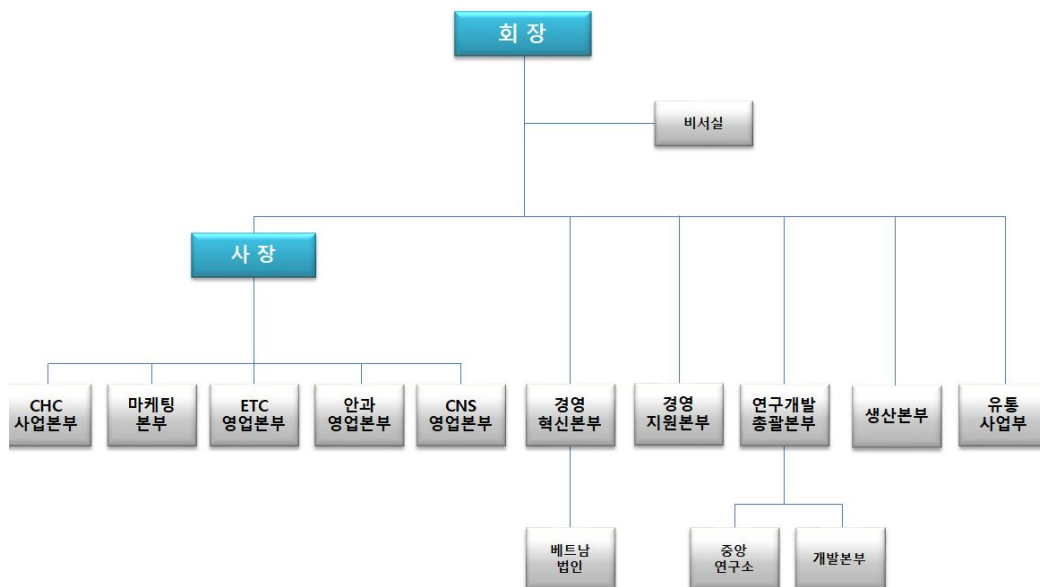 회 장
비서실
사 장
CHC
사업본부
마케팅
본부
ETC
영업본부
안과
영업본부
CNS
영업본부
경영
혁신본부
경영
지원본부
연구개발
총괄본부
생산본부
유통
사업부
베트남
법인
중앙
연구소
개발본부